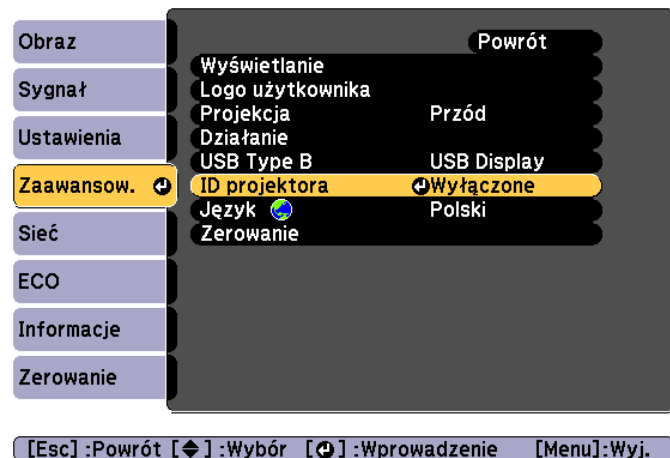 Obraz
Sygnał
Ustawienia
Zaawansow.
Sieć
ECO
Informacje
Zerowanie
Powrót
Wyświetlanie
Logo użytkownika
Projekcja Przód
Działanie
USB Type B USB Display
ID projektora Wyłączone
Język Polski
Zerowanie
[Esc] :Powrót [◆] :Wybór [⏎] :Wprowadzenie [Menu]:Wyj.